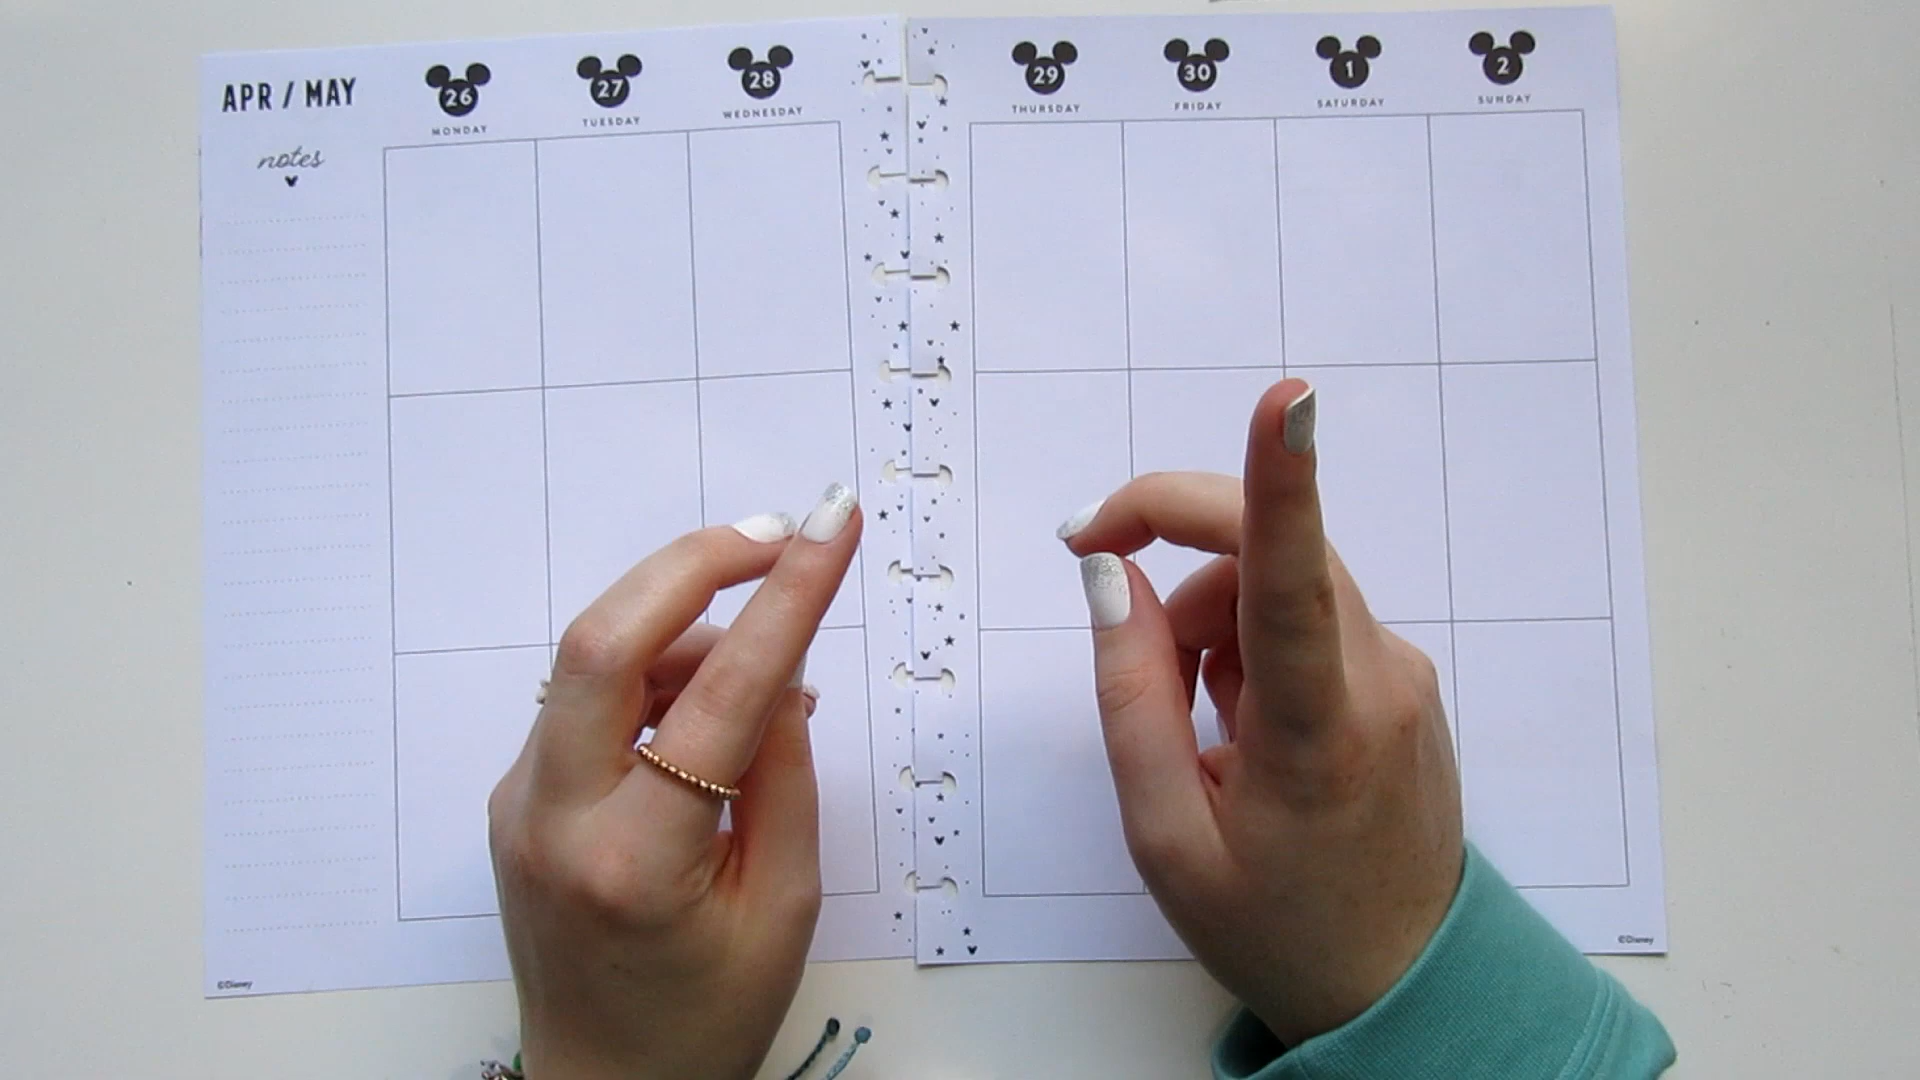 APR / MAY
notes
26
MONDAY
27
TUESDAY
28
WEDNESDAY
29
THURSDAY
30
FRIDAY
1
SATURDAY
2
SUNDAY
©Disney
©Disney